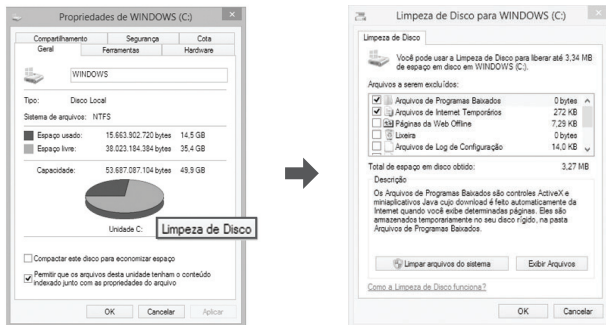 Propriedades de WINDOWS (C:)
Compartilhamento Segurança Cota
Geral Ferramentas Hardware
WINDOWS
Tipo: Disco Local
Sistema de arquivos: NTFS
Espaço usado: 15.663.902.720 bytes 14,5 GB
Espaço livre: 38.023.184.384 bytes 35,4 GB
Capacidade: 53.687.087.104 bytes 49,9 GB
Unidade C: Limpeza de Disco
Compactar este disco para economizar espaço
Permitir que os arquivos desta unidade tenham o conteúdo
indexado junto com as propriedades do arquivo
OK Cancelar Aplicar
Limpeza de Disco para WINDOWS (C:)
Limpeza de Disco
Você pode usar a Limpeza de Disco para liberar até 3,34 MB
de espaço em disco em WINDOWS (C:).
Arquivos a serem excluídos:
Arquivos de Programas Baixados 0 bytes
Arquivos de Internet Temporários 272 KB
Páginas da Web Offline 7,29 KB
Lixeira 0 bytes
Arquivos de Log de Configuração 14,0 KB
Total de espaço em disco obtido: 3,27 MB
Descrição
Os Arquivos de Programas Baixados são controles ActiveX e
miniaplicativos Java cujo download é feito automaticamente da
Internet quando você exibe determinadas páginas. Eles são
armazenados temporariamente no seu disco rígido, na pasta
Arquivos de Programas Baixados.
Limpar arquivos do sistema Exibir Arquivos
Como a Limpeza de Disco funciona?
OK Cancelar